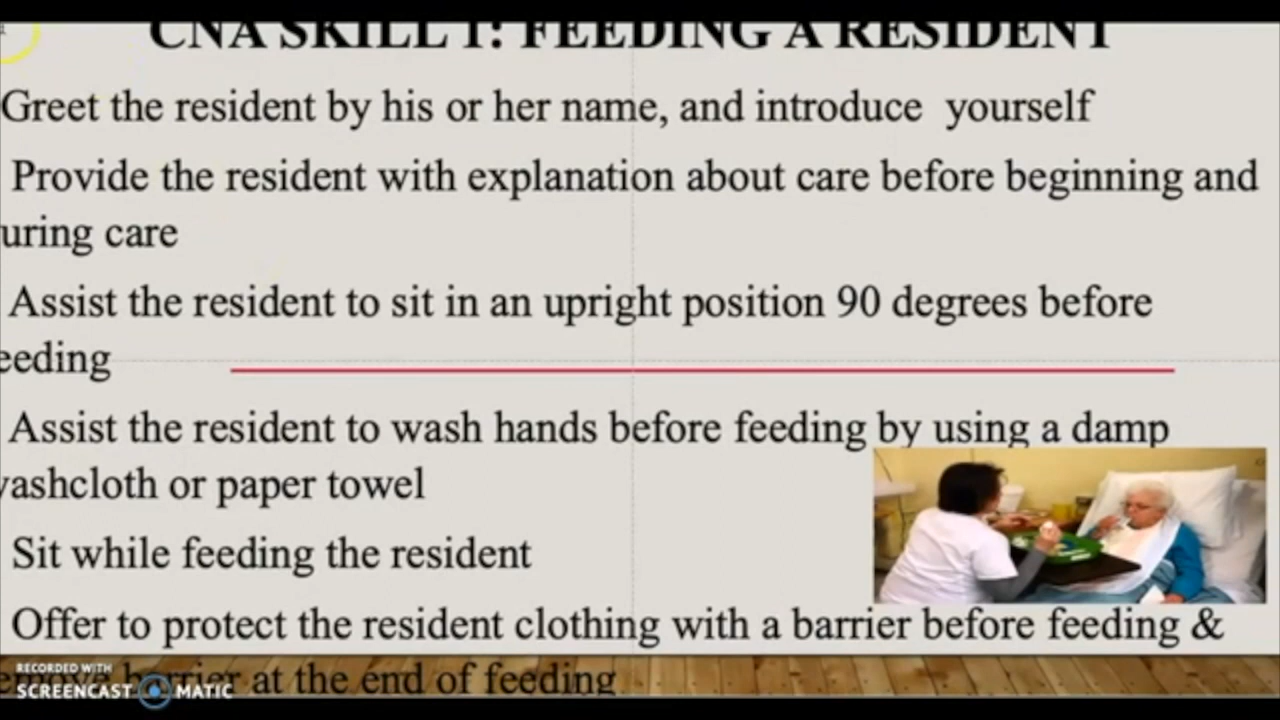 CNA SKILL 1: FEEDING A RESIDENT
Greet the resident by his or her name, and introduce yourself
Provide the resident with explanation about care before beginning and
uring care
Assist the resident to sit in an upright position 90 degrees before
eeding
Assist the resident to wash hands before feeding by using a damp
washcloth or paper towel
Sit while feeding the resident
Offer to protect the resident clothing with a barrier before feeding &
barrier at the end of feeding
RECORDED WITH
SCREENCAST MATIC